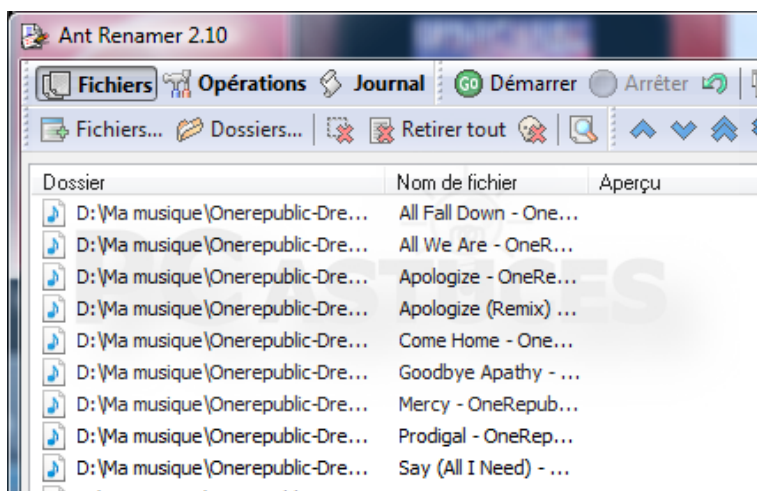 Ant Renamer 2.10
Fichiers Opérations Journal GO Démarrer Arrêter
Fichiers... Dossiers... Retirer tout
Dossier Nom de fichier Aperçu
D:\Ma musique\Onerepublic-Dre... All Fall Down - One...
D:\Ma musique\Onerepublic-Dre... All We Are - OneR...
D:\Ma musique\Onerepublic-Dre... Apologize - OneRe...
D:\Ma musique\Onerepublic-Dre... Apologize (Remix) ...
D:\Ma musique\Onerepublic-Dre... Come Home - One...
D:\Ma musique\Onerepublic-Dre... Goodbye Apathy - ...
D:\Ma musique\Onerepublic-Dre... Mercy - OneRepub...
D:\Ma musique\Onerepublic-Dre... Prodigal - OneRep...
D:\Ma musique\Onerepublic-Dre... Say (All I Need) - ...
PC ASTUCES